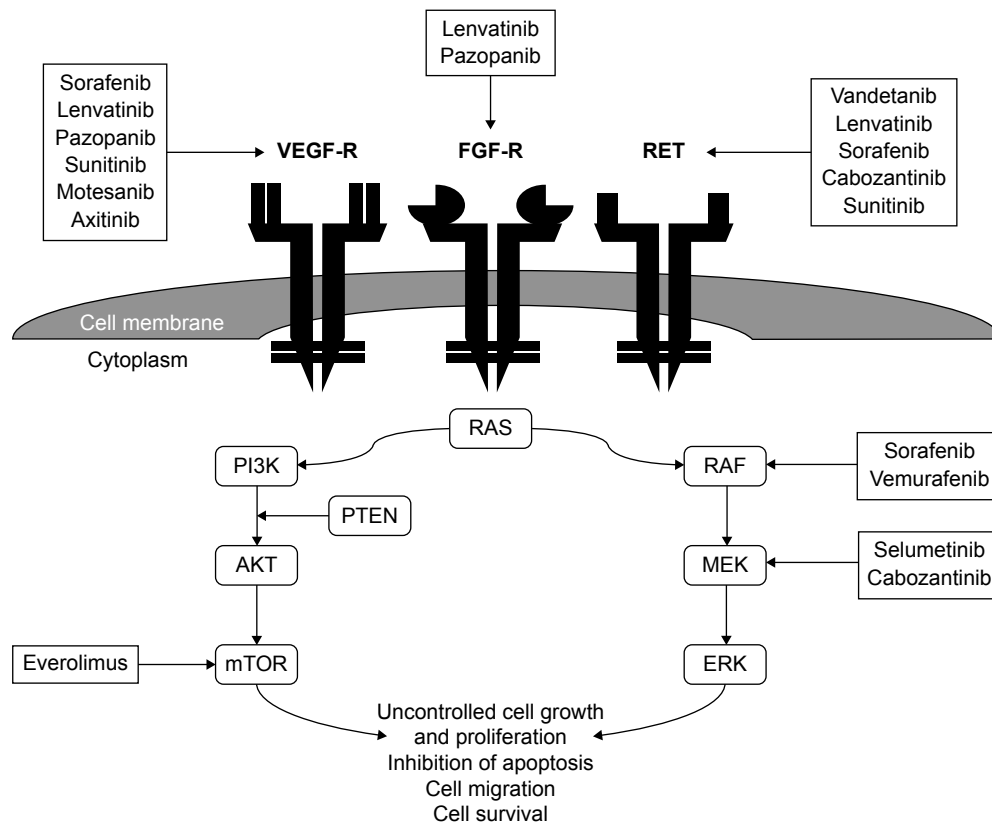 Lenvatinib
Pazopanib
Sorafenib
Lenvatinib
Pazopanib
Sunitinib
Motesanib
Axitinib
Vandetanib
Lenvatinib
Sorafenib
Cabozantinib
Sunitinib
VEGF-R
FGF-R
RET
Cell membrane
Cytoplasm
RAS
PI3K
RAF
Sorafenib
Vemurafenib
PTEN
AKT
MEK
Selumetinib
Cabozantinib
Everolimus
mTOR
ERK
Uncontrolled cell growth
and proliferation
Inhibition of apoptosis
Cell migration
Cell survival